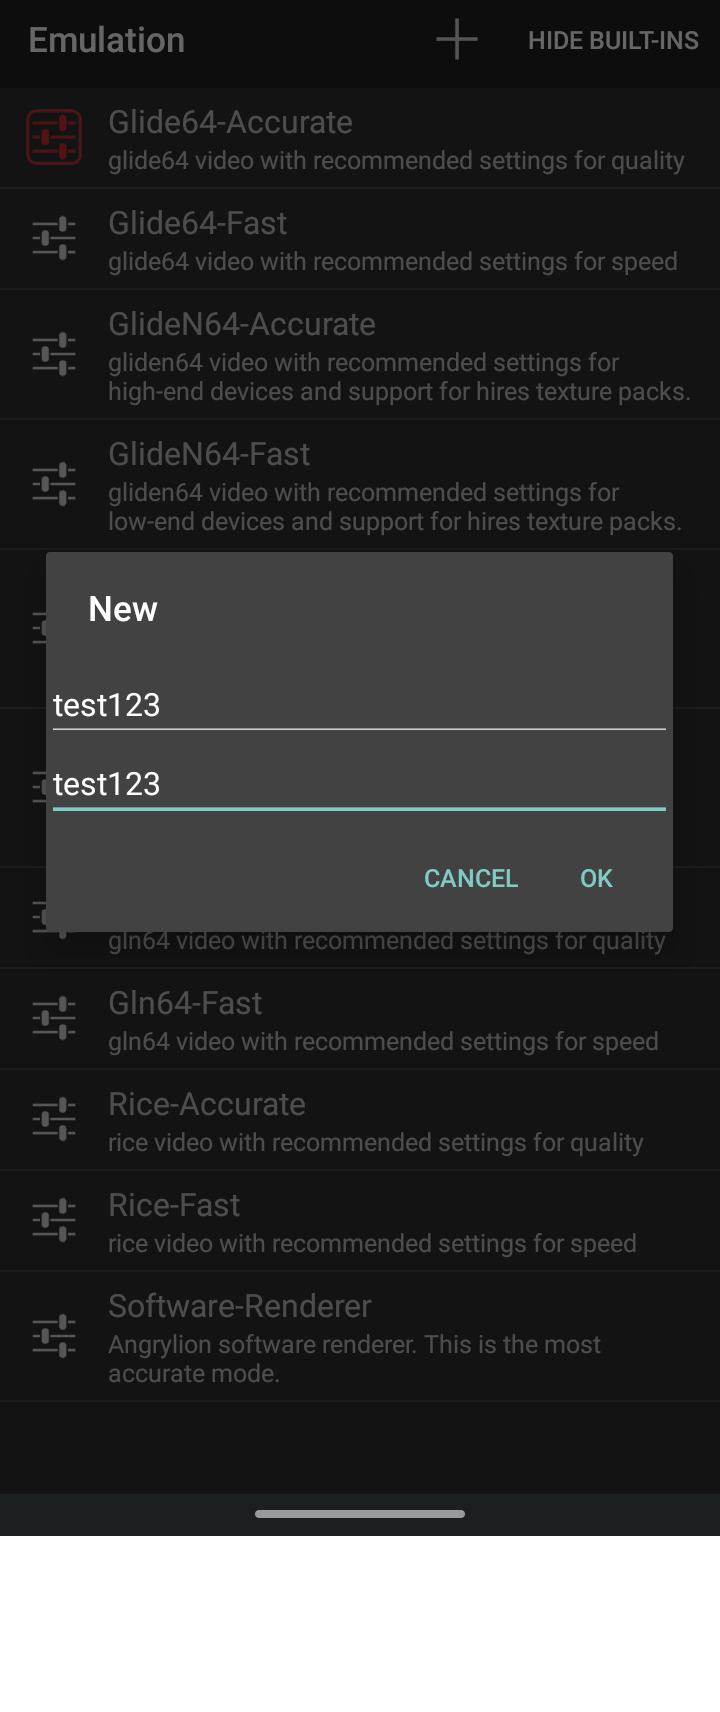 Emulation
HIDE BUILT-INS
Glide64-Accurate
glide64 video with recommended settings for quality
Glide64-Fast
glide64 video with recommended settings for speed
GlideN64-Accurate
gliden64 video with recommended settings for
high-end devices and support for hires texture packs.
GlideN64-Fast
gliden64 video with recommended settings for
low-end devices and support for hires texture packs.
New
test123
test123
CANCEL
OK
gln64 video with recommended settings for quality
Gln64-Fast
gln64 video with recommended settings for speed
Rice-Accurate
rice video with recommended settings for quality
Rice-Fast
rice video with recommended settings for speed
Software-Renderer
Angrylion software renderer. This is the most
accurate mode.